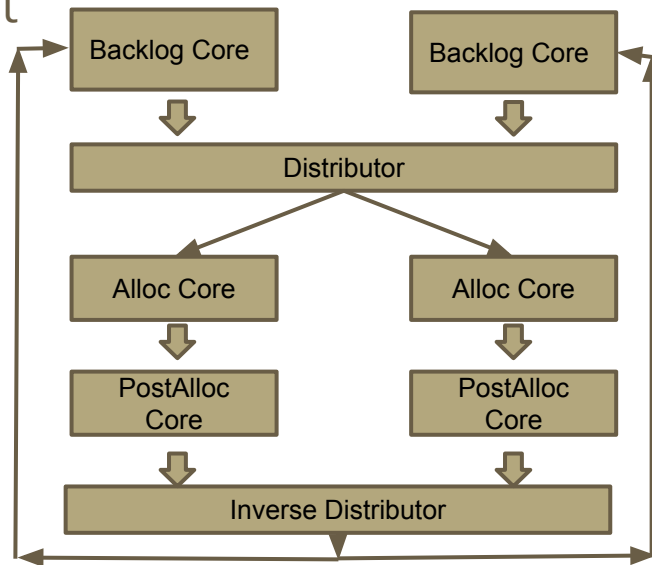 Backlog Core
Backlog Core
Distributor
Alloc Core
Alloc Core
PostAlloc
Core
PostAlloc
Core
Inverse Distributor